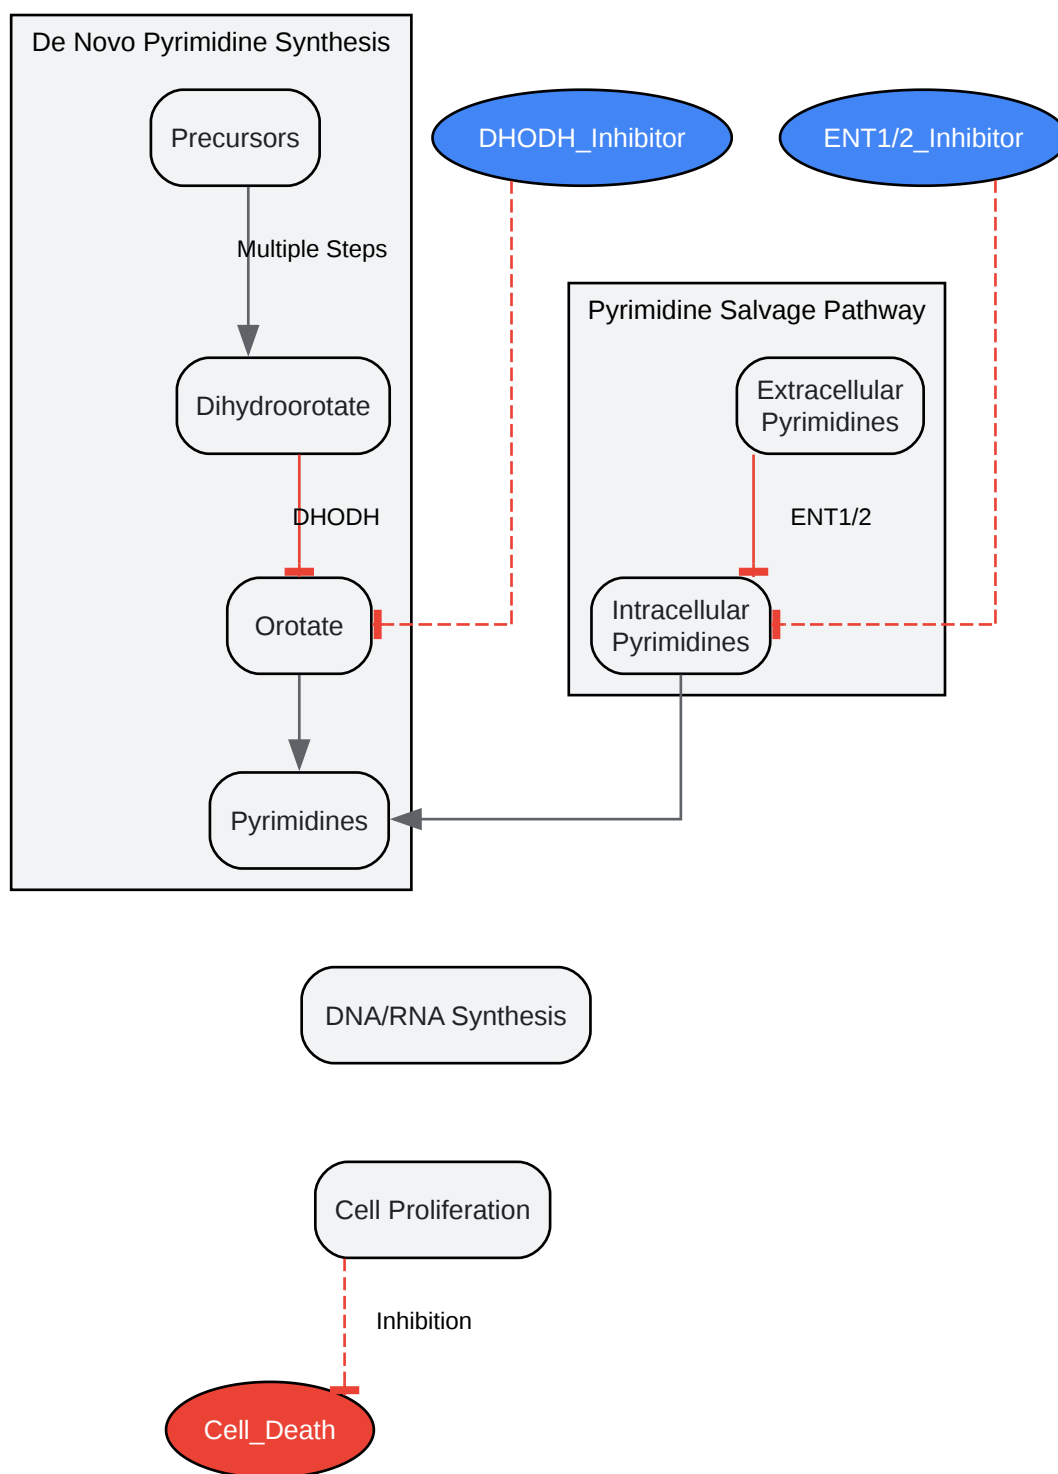 De Novo Pyrimidine Synthesis
Precursors
DHODH_Inhibitor
ENT1/2_Inhibitor
Multiple Steps
Pyrimidine Salvage Pathway
Dihydroorotate
Extracellular
Pyrimidines
DHODH
ENT1/2
Orotate
Intracellular
Pyrimidines
Pyrimidines
DNA/RNA Synthesis
Cell Proliferation
Inhibition
Cell_Death